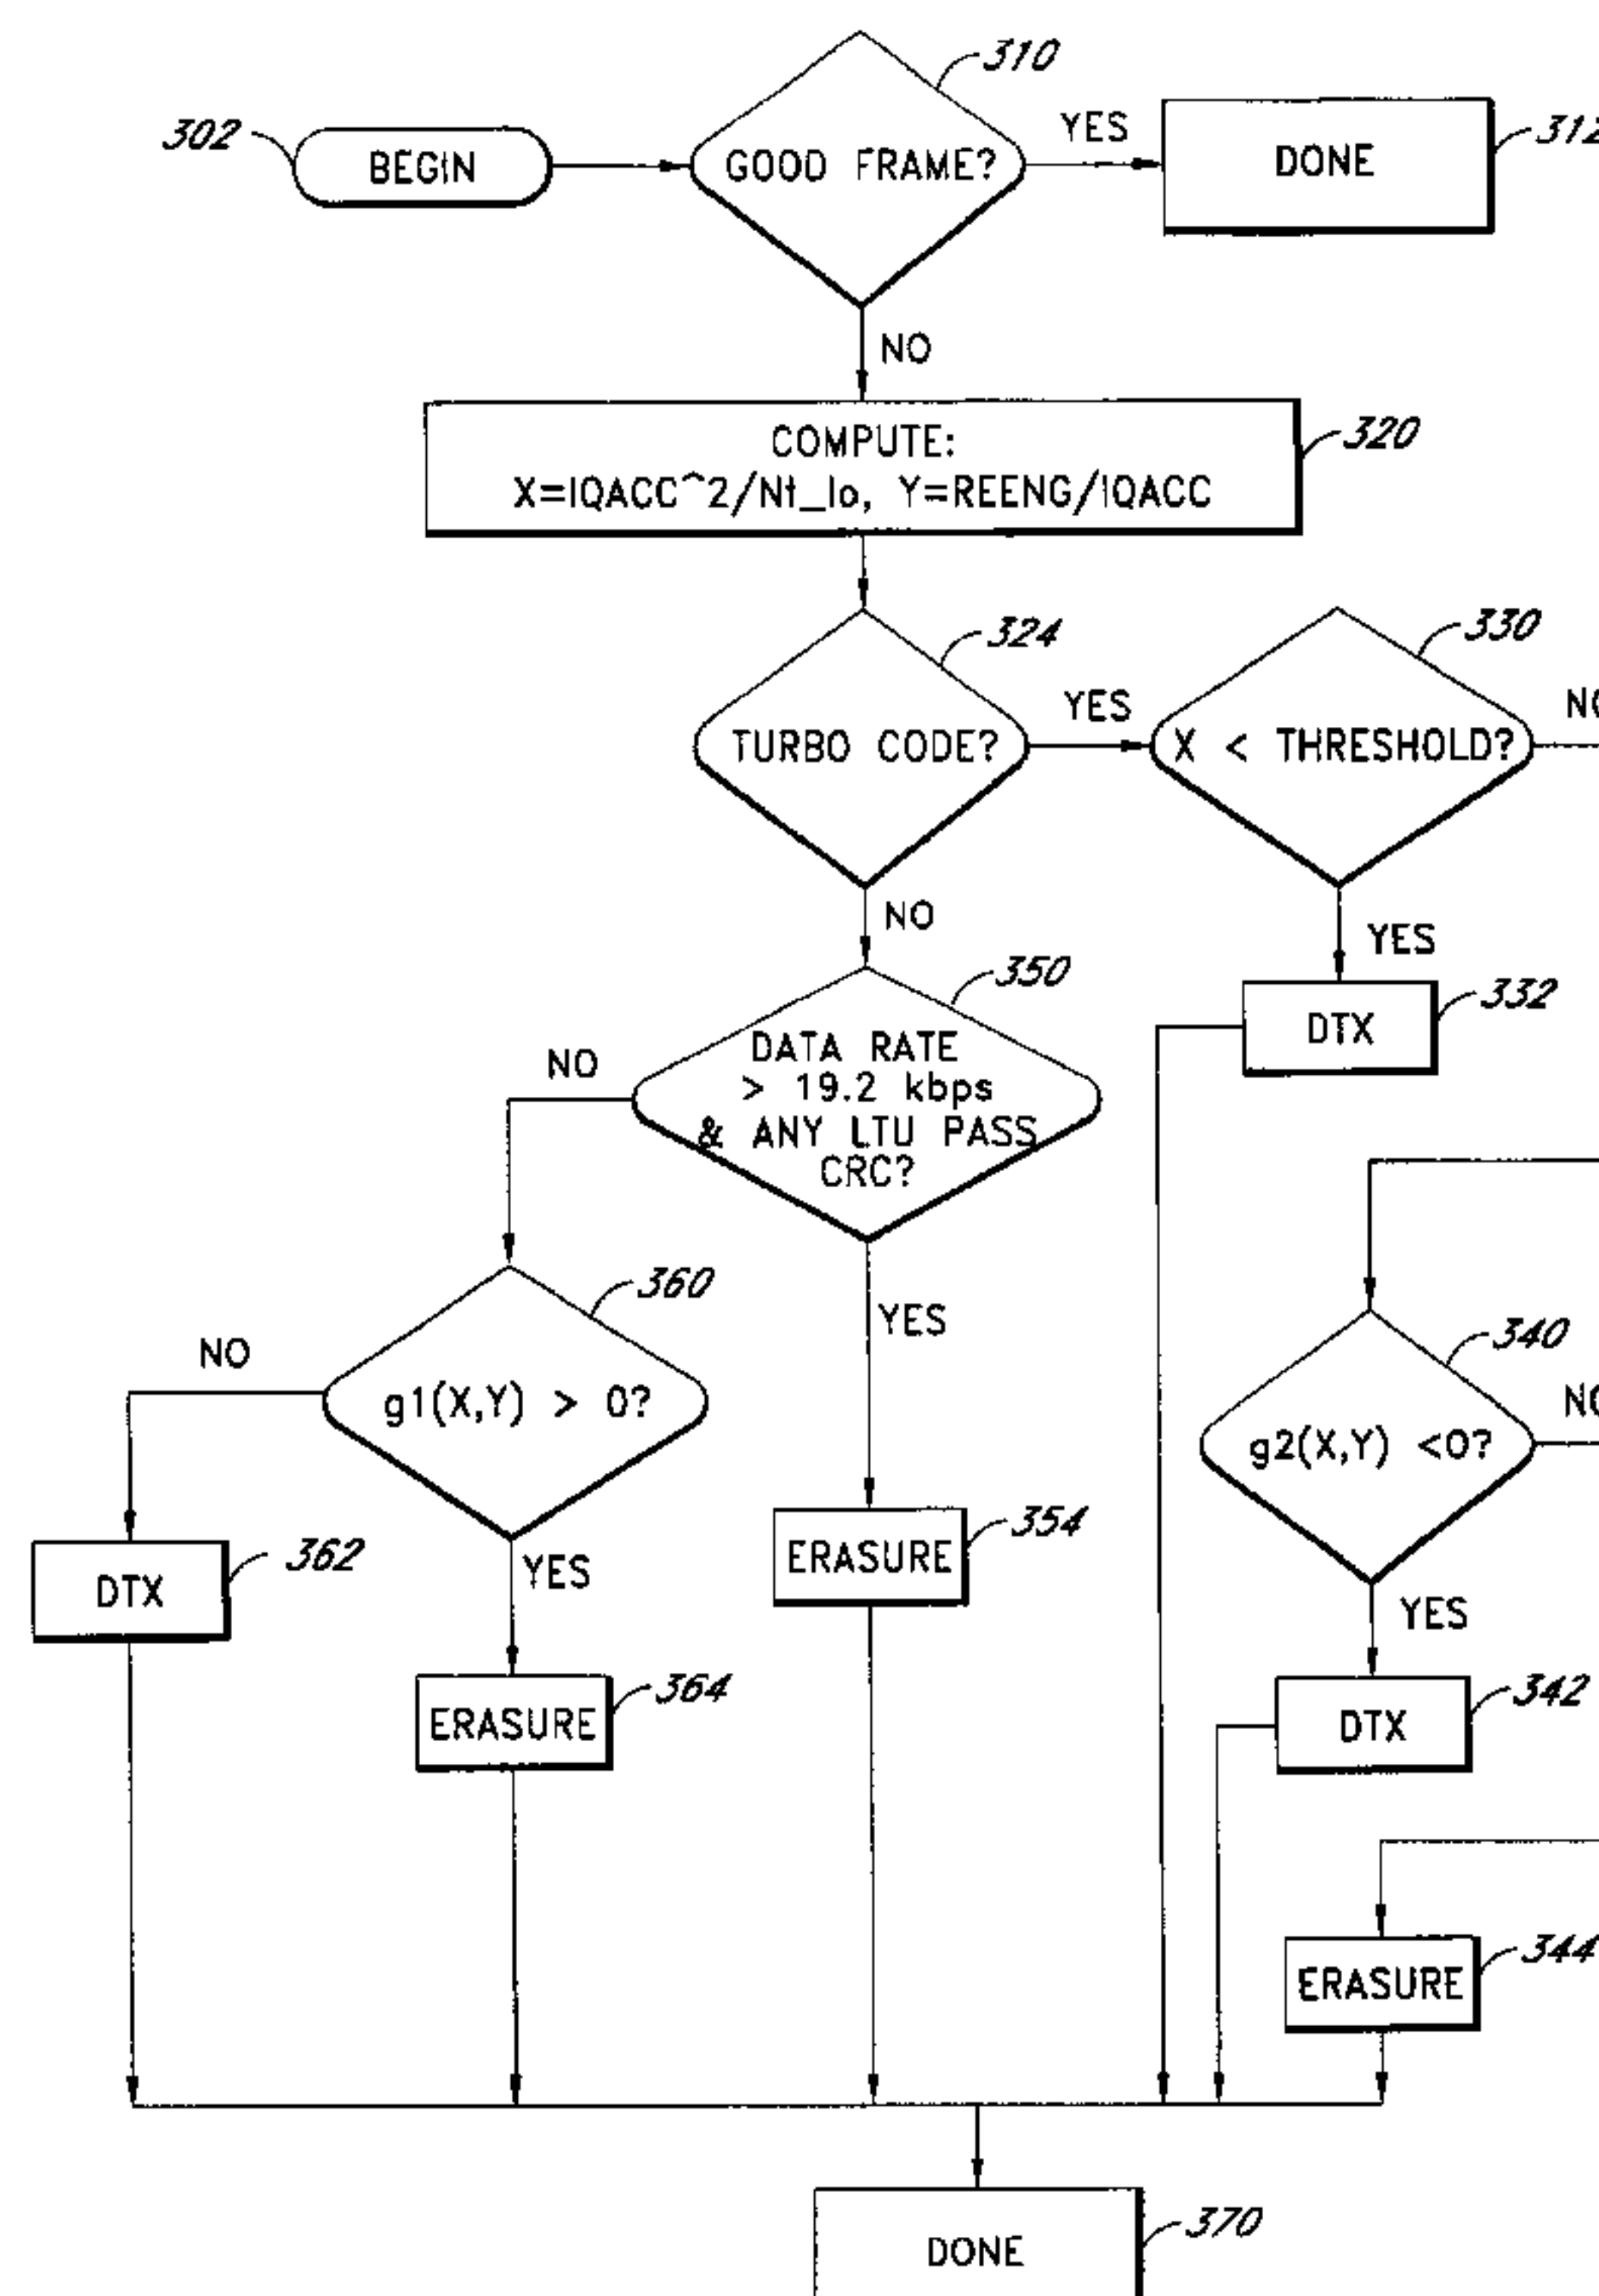 310
302
BEGIN
GOOD FRAME?
YES
DONE
312
NO
COMPUTE:
X=IQACC^2/Nt_Io, Y=REENG/IQACC
320
324
TURBO CODE?
YES
330
X < THRESHOLD?
NO
NO
YES
350
DATA RATE
> 19.2 kbps
& ANY LTU PASS
CRC?
NO
332
DTX
360
g1(X,Y) > 0?
NO
YES
340
g2(X,Y) <0?
NO
362
DTX
YES
354
ERASURE
YES
364
ERASURE
342
DTX
344
ERASURE
370
DONE